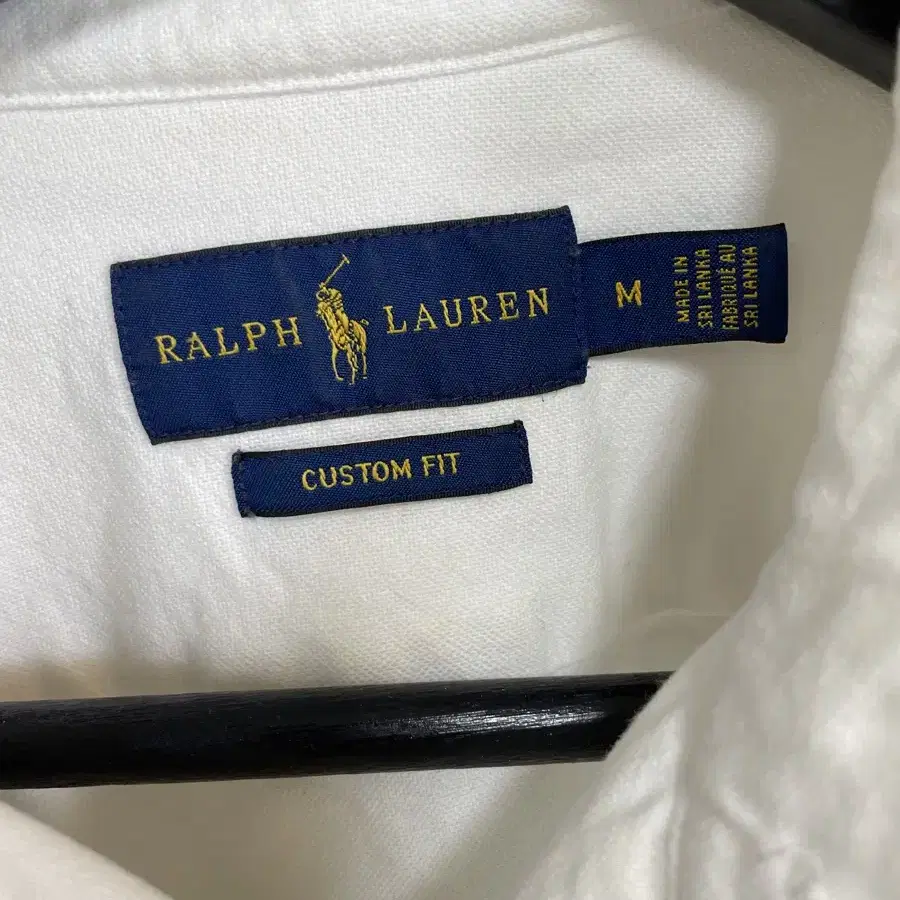 RALPH LAUREN
M
MADE IN
SRI LANKA
FABRIQUÉ AU
SRI LANKA
CUSTOM FIT